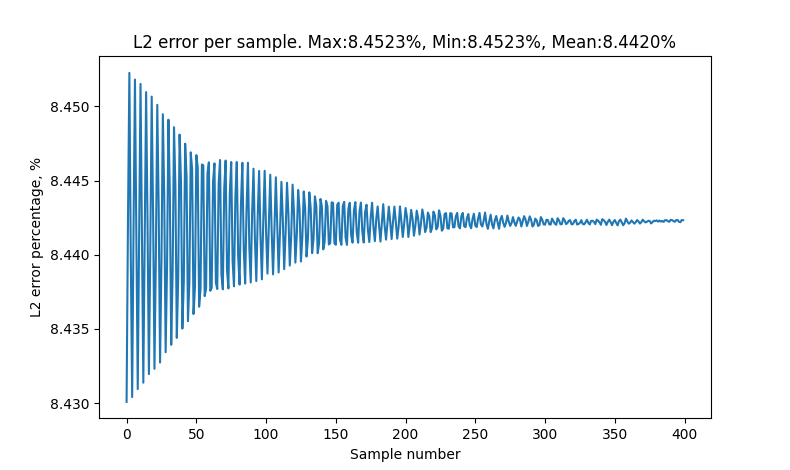 L2 error per sample. Max:8.4523%, Min:8.4523%, Mean:8.4420%
L2 error percentage, %
8.450
8.445
8.440
8.435
8.430
0 50 100 150 200 250 300 350 400
Sample number